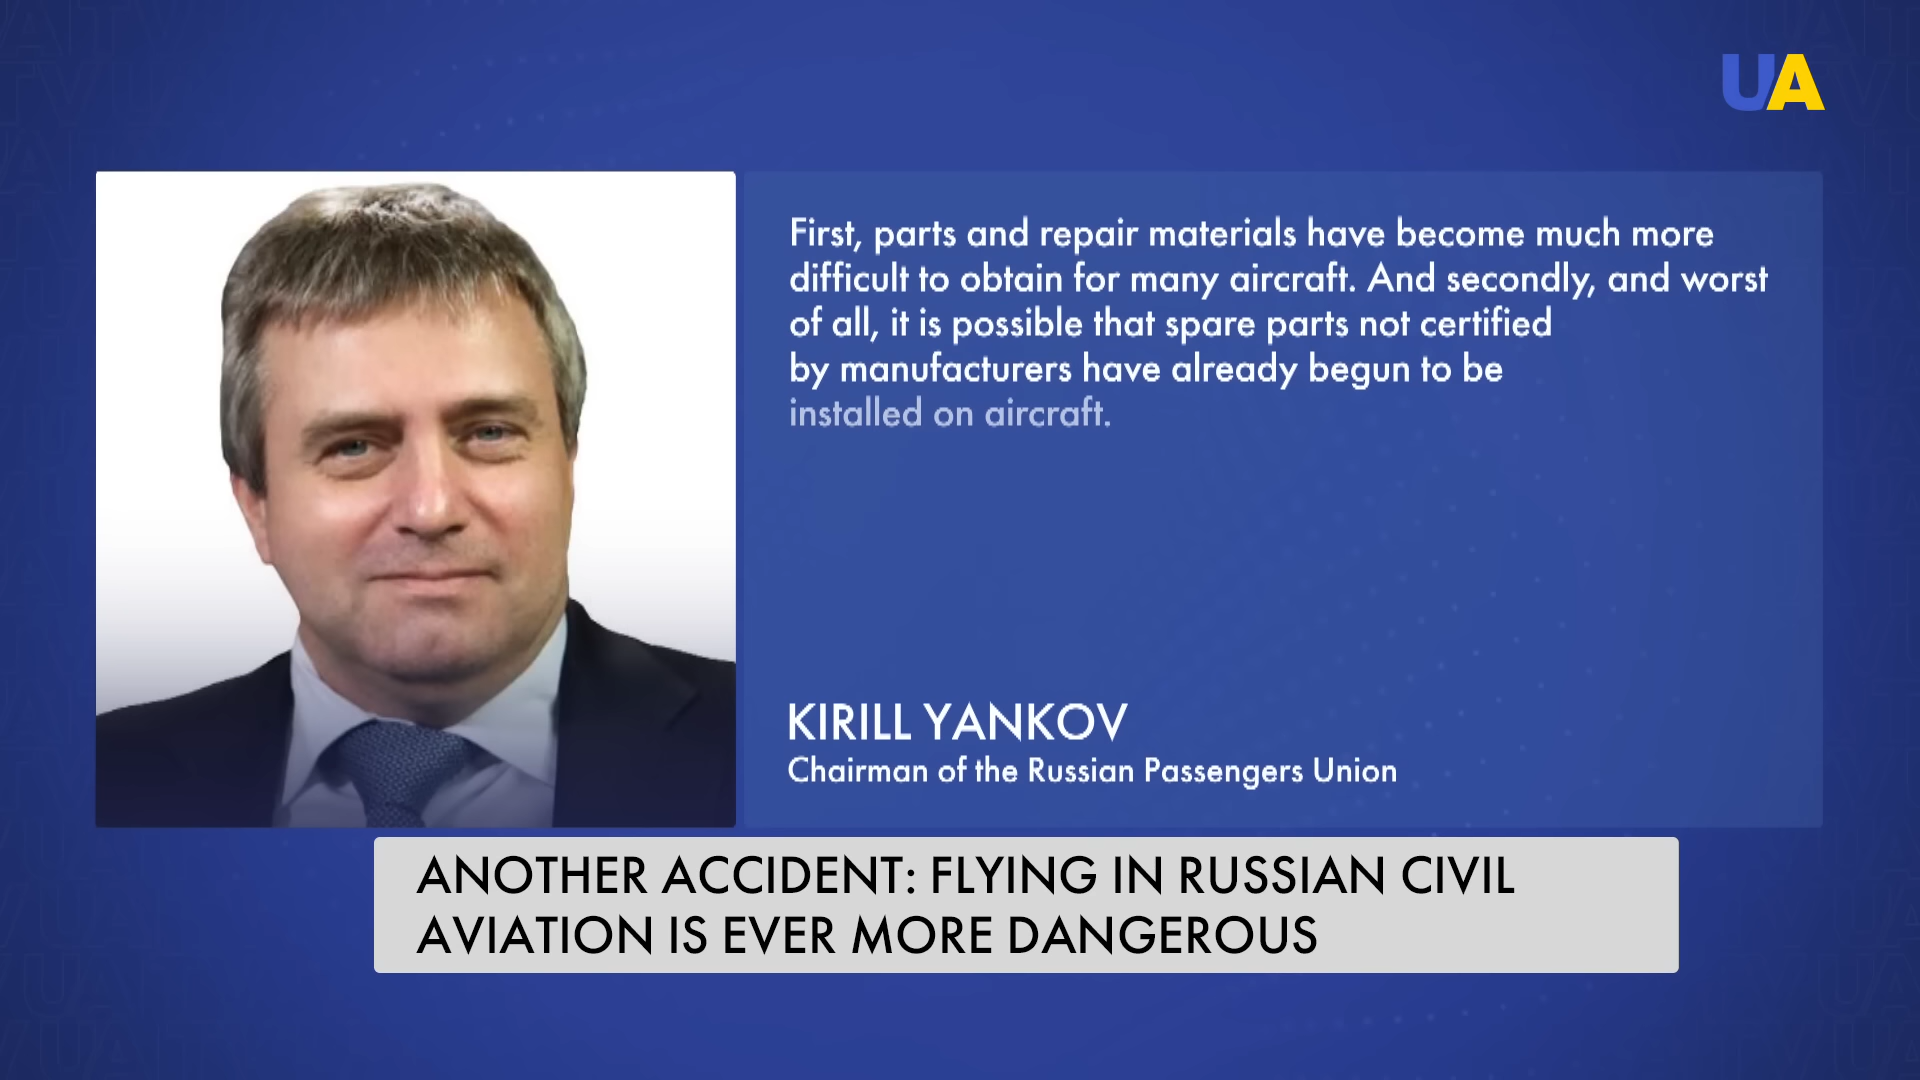 UA
First, parts and repair materials have become much more
difficult to obtain for many aircraft. And secondly, and worst
of all, it is possible that spare parts not certified
by manufacturers have already begun to be
installed on aircraft.
KIRILL YANKOV
Chairman of the Russian Passengers Union
ANOTHER ACCIDENT: FLYING IN RUSSIAN CIVIL
AVIATION IS EVER MORE DANGEROUS